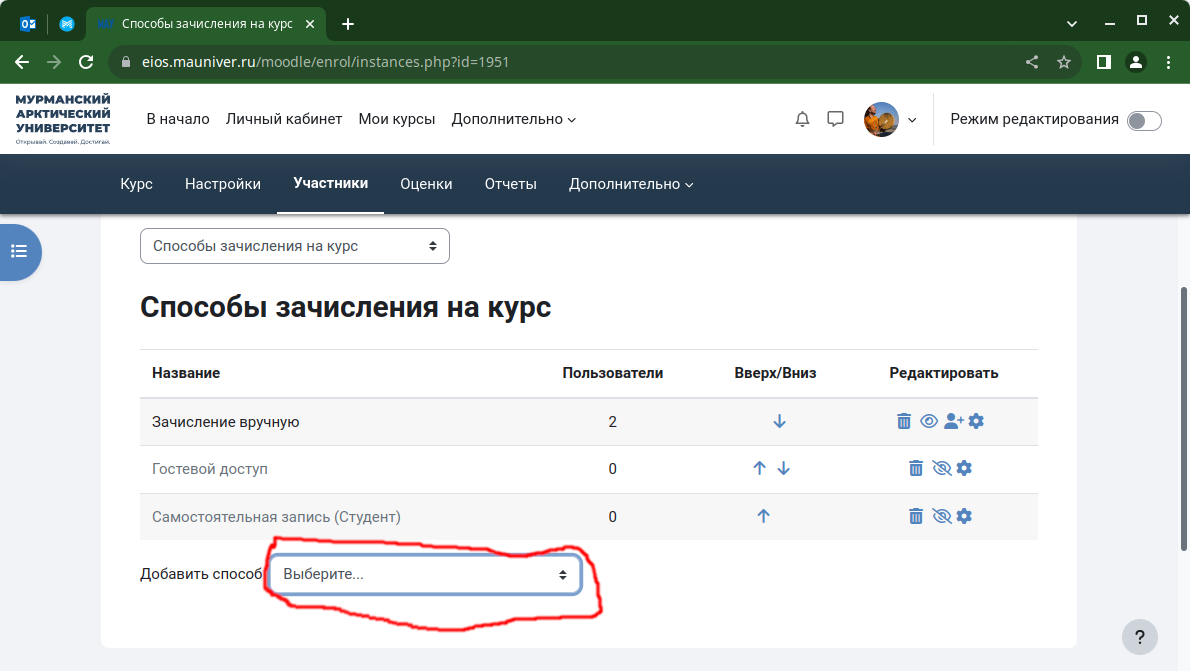 Способы зачисления на курс
eios.mauniver.ru/moodle/enrol/instances.php?id=1951
МУРМАНСКИЙ
АРКТИЧЕСКИЙ
УНИВЕРСИТЕТ
Открывай. Создавай. Достигай.
В начало Личный кабинет Мои курсы Дополнительно
Режим редактирования
Курс Настройки Участники Оценки Отчеты Дополнительно
Способы зачисления на курс
Способы зачисления на курс
Название Пользователи Вверх/Вниз Редактировать
Зачисление вручную 2
Гостевой доступ 0
Самостоятельная запись (Студент) 0
Добавить способ Выберите...
?